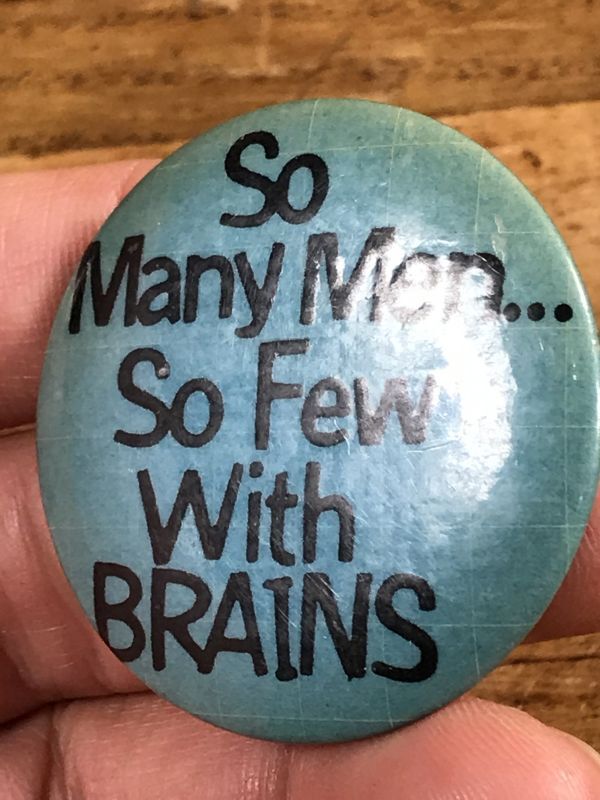 So
Many Men...
So Few
With
BRAINS